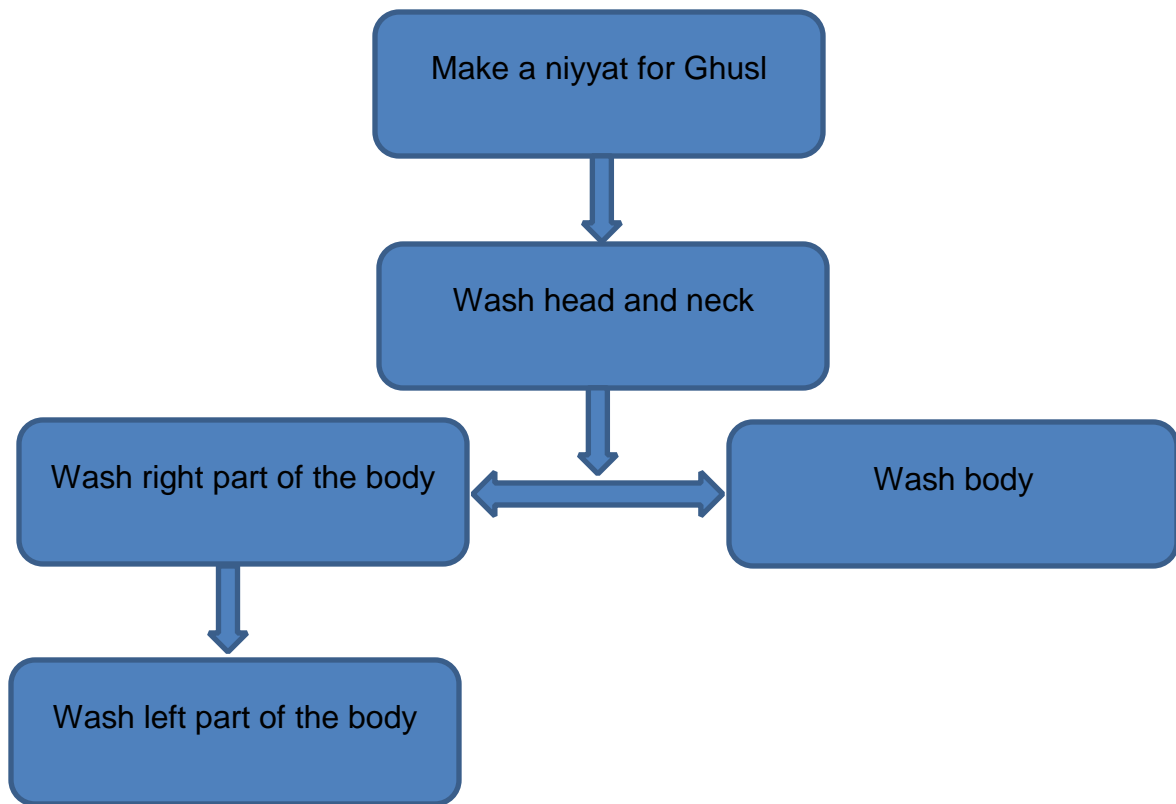 Make a niyyat for Ghusl
Wash head and neck
Wash right part of the body
Wash body
Wash left part of the body